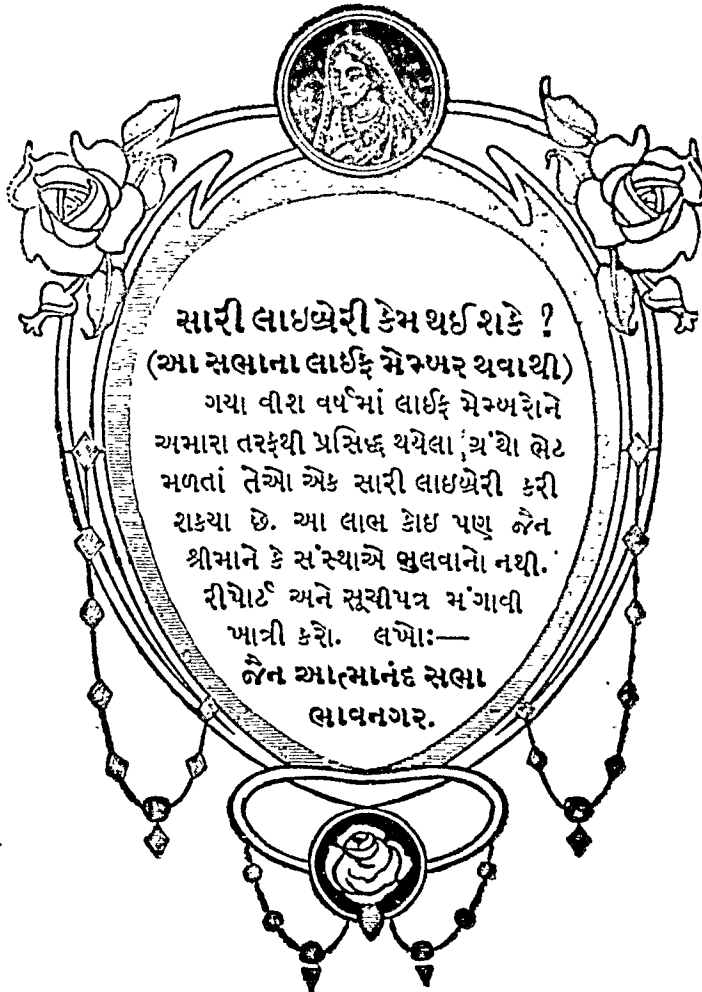 સારી લાઇબ્રેરી કેમ થઈ શકે ?
(આ સભાના લાઈફ મેમ્બર થવાથી)
ગયા વીશ વર્ષમાં લાઈફ મેમ્બરોને
અમારા તરફથી પ્રસિદ્ધ થયેલા ગ્રંથો ભેટ
મળતાં તેઓ એક સારી લાઇબ્રેરી કરી
શકયા છે. આ લાભ કોઇ પણ જૈન
શ્રીમાને કે સંસ્થાએ ભુલવાનો નથી.
રીપોર્ટ અને સૂચીપત્ર મંગાવી
ખાત્રી કરો. લખોઃ—
જૈન આત્માનંદ સભા
ભાવનગર.